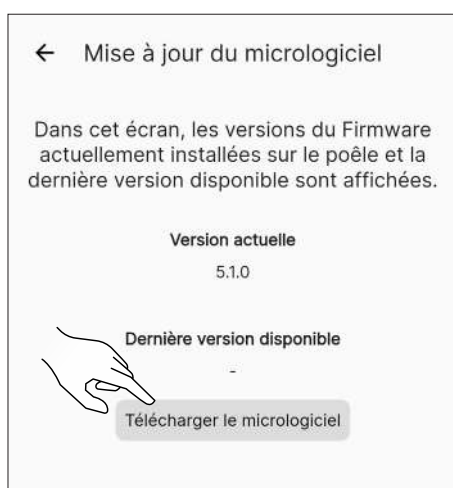 ← Mise à jour du micrologiciel
Dans cet écran, les versions du Firmware
actuellement installées sur le poêle et la
dernière version disponible sont affichées.
Version actuelle
5.1.0
Dernière version disponible
-
Télécharger le micrologiciel